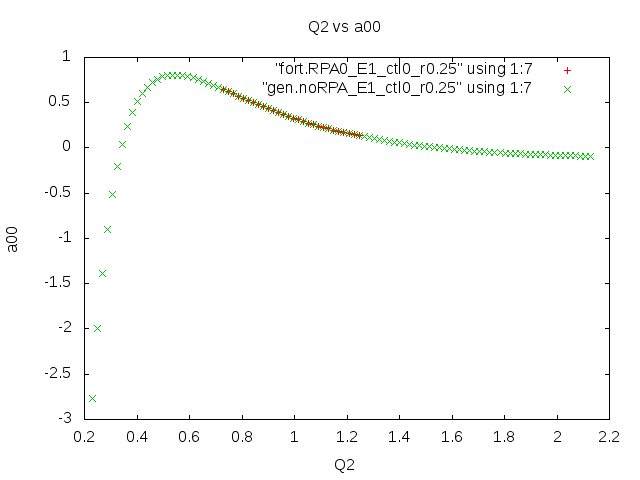 Q2 vs a00
1
"fort.RPA0_E1_ctl0_r0.25" using 1:7
"gen.noRPA_E1_ctl0_r0.25" using 1:7
0.5
0
-0.5
-1
-1.5
-2
-2.5
-3
a00
0.2 0.4 0.6 0.8 1 1.2 1.4 1.6 1.8 2 2.2
Q2